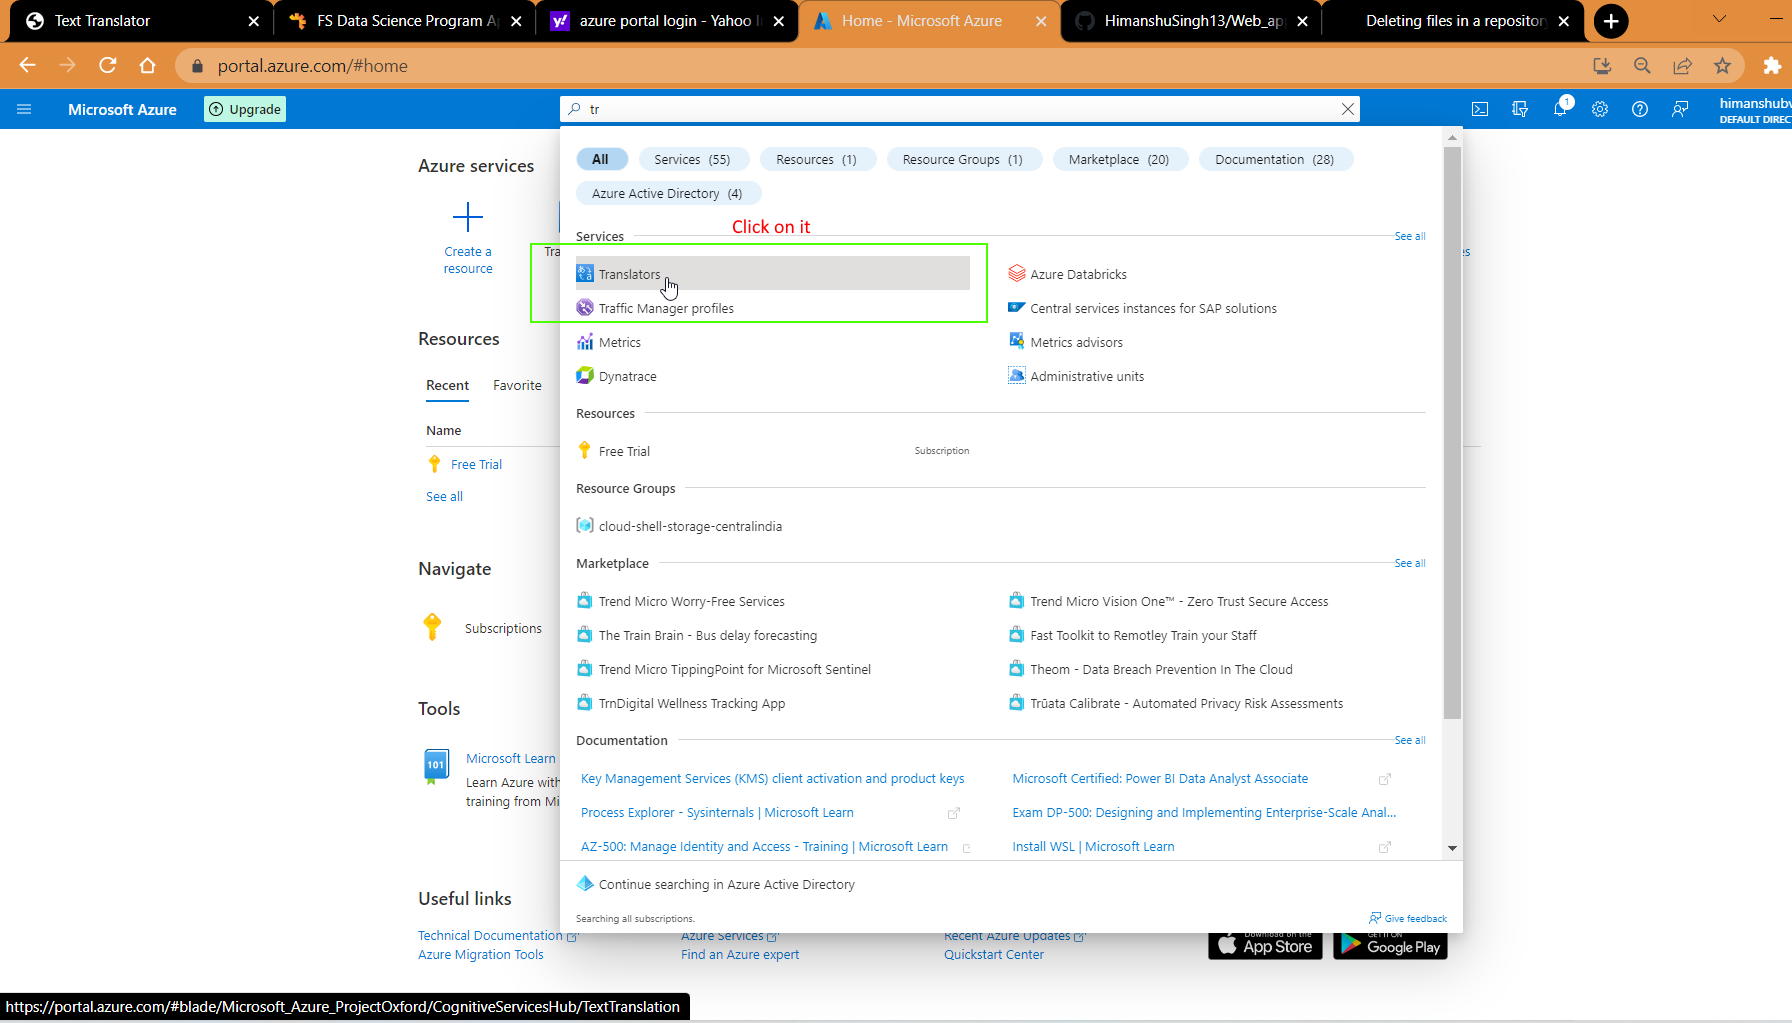 Text Translator
FS Data Science Program A
azure portal login - Yahoo I
Home - Microsoft Azure
HimanshuSingh13/Web_ap
Deleting files in a repositor
portal.azure.com/#home
Microsoft Azure
Upgrade
tr
1
himanshubv
DEFAULT DIREC
All
Services (55)
Resources (1)
Resource Groups (1)
Marketplace (20)
Documentation (28)
Azure Active Directory (4)
Click on it
Azure services
Create a
resource
Tra
es
Services
See all
Translators
Azure Databricks
Traffic Manager profiles
Central services instances for SAP solutions
Metrics
Metrics advisors
Dynatrace
Administrative units
Resources
Recent
Favorite
Name
Free Trial
See all
Resources
Free Trial
Subscription
Resource Groups
cloud-shell-storage-centralindia
Marketplace
See all
Trend Micro Worry-Free Services
Trend Micro Vision One™ - Zero Trust Secure Access
The Train Brain - Bus delay forecasting
Fast Toolkit to Remotley Train your Staff
Trend Micro TippingPoint for Microsoft Sentinel
Theom - Data Breach Prevention In The Cloud
TrnDigital Wellness Tracking App
Trūata Calibrate - Automated Privacy Risk Assessments
Navigate
Subscriptions
Tools
101
Microsoft Learn
Learn Azure with
training from Mi
Documentation
See all
Key Management Services (KMS) client activation and product keys
Microsoft Certified: Power BI Data Analyst Associate
Process Explorer - Sysinternals | Microsoft Learn
Exam DP-500: Designing and Implementing Enterprise-Scale Anal...
AZ-500: Manage Identity and Access - Training | Microsoft Learn
Install WSL | Microsoft Learn
Continue searching in Azure Active Directory
Searching all subscriptions.
Give feedback
Useful links
Technical Documentation
Azure Services
Recent Azure Updates
Azure Migration Tools
Find an Azure expert
Quickstart Center
Download on the
App Store
GET IT ON
Google Play
https://portal.azure.com/#blade/Microsoft_Azure_ProjectOxford/CognitiveServicesHub/TextTranslation